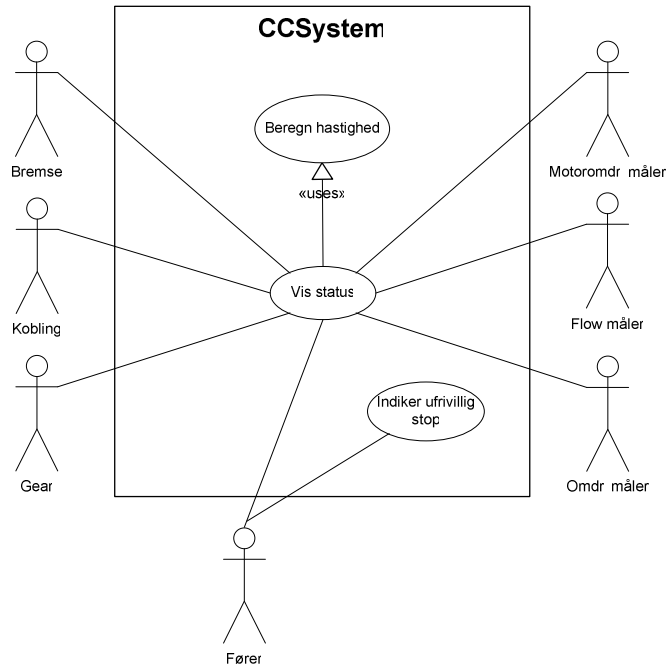 CCSystem
Beregn hastighed
Bremse
Motoromdr måler
«uses»
Vis status
Kobling
Flow måler
Indiker ufrivillig
stop
Gear
Omdr måler
Fører